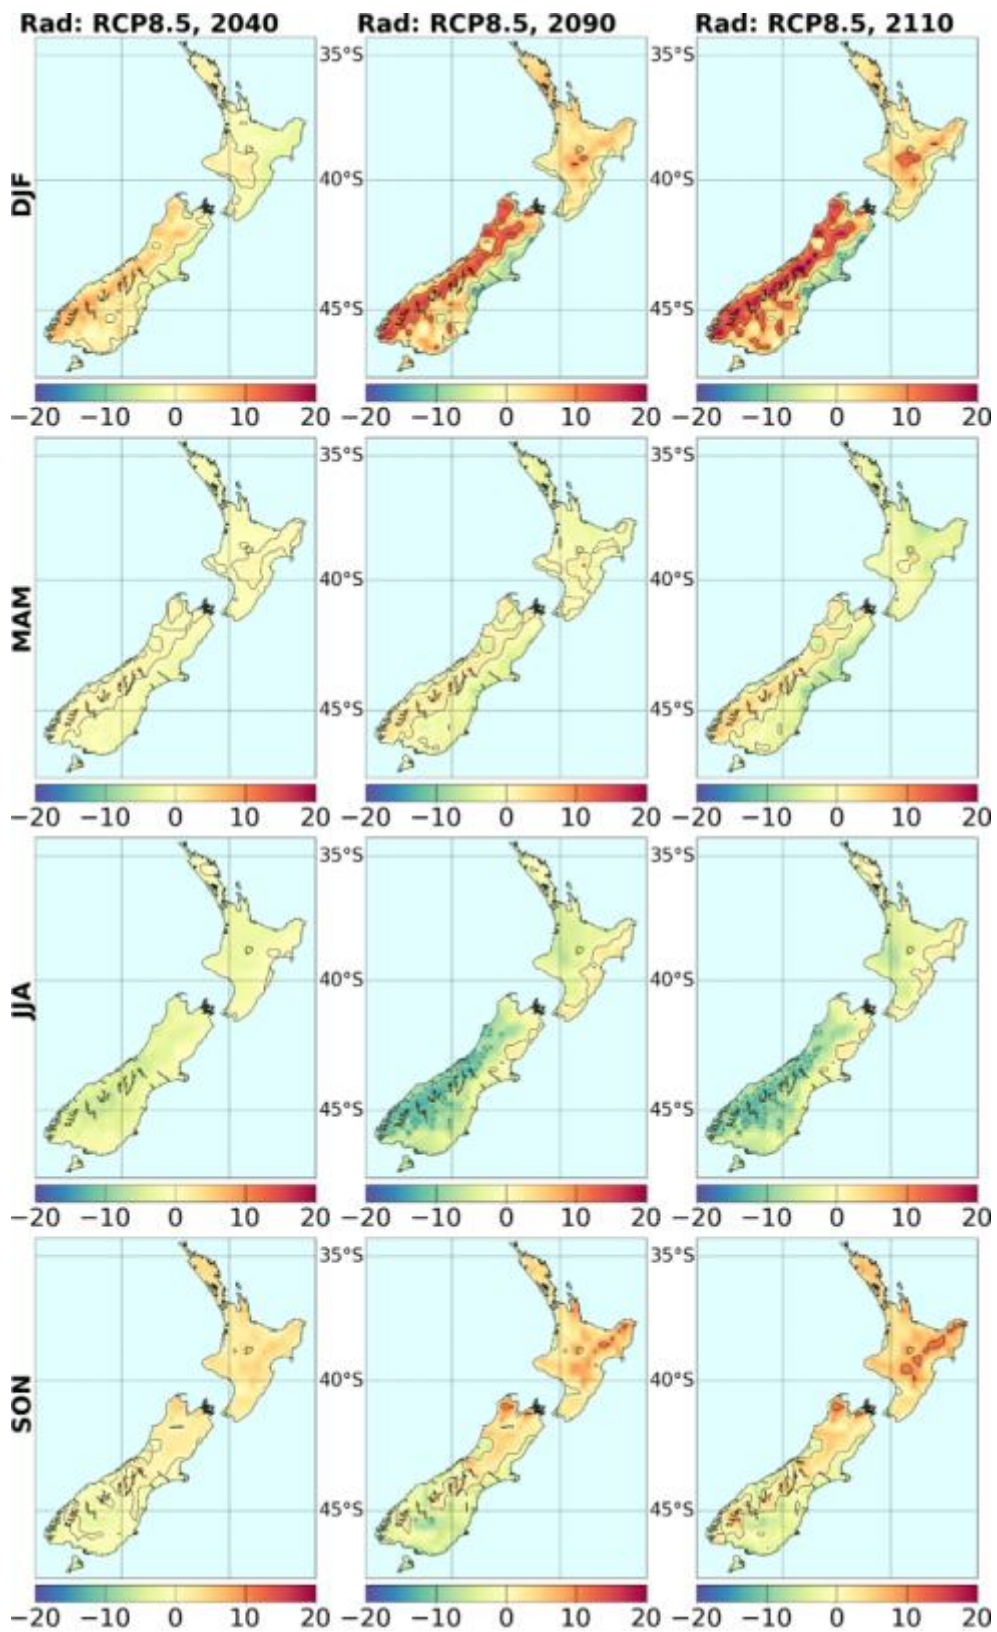 Rad: RCP8.5, 2040 Rad: RCP8.5, 2090 Rad: RCP8.5, 2110
35°S 35°S
DJF 40°S 40°S
45°S 45°S
−20 −10 0 10 20 −20 −10 0 10 20 −20 −10 0 10 20
35°S 35°S
MAM 40°S 40°S
45°S 45°S
−20 −10 0 10 20 −20 −10 0 10 20 −20 −10 0 10 20
35°S 35°S
JJA 40°S 40°S
45°S 45°S
−20 −10 0 10 20 −20 −10 0 10 20 −20 −10 0 10 20
35°S 35°S
SON 40°S 40°S
45°S 45°S
−20 −10 0 10 20 −20 −10 0 10 20 −20 −10 0 10 20